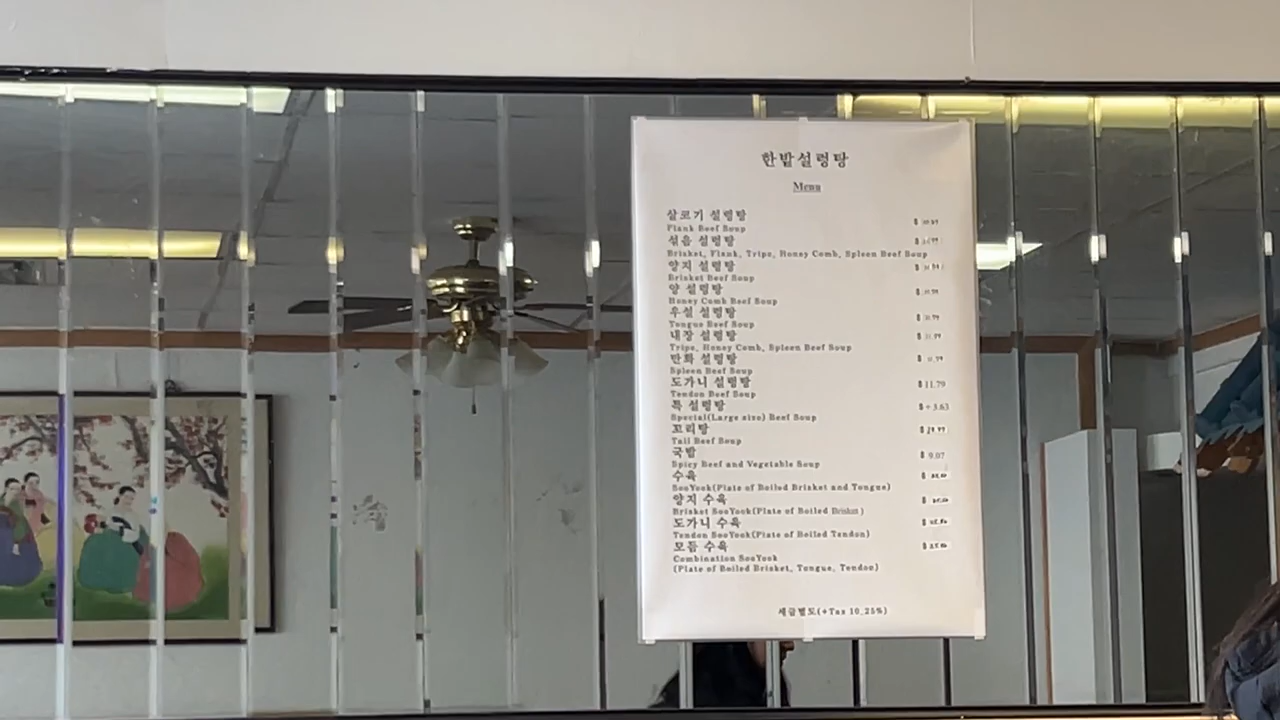 한밭설렁탕
Menu
살코기 설렁탕
Flank Beef Soup
섞음 설렁탕
Brisket, Flank, Tripe, Honey Comb, Spleen Beef Soup
양지 설렁탕
Brisket Beef Soup
양 설렁탕
Honey Comb Beef Soup
우설 설렁탕
Tongue Beef Soup
내장 설렁탕
Tripe, Honey Comb, Spleen Beef Soup
만화 설렁탕
Spleen Beef Soup
도가니 설렁탕 $ 11.79
Tendon Beef Soup
특 설렁탕 $ + 3.63
Special(Large size) Beef Soup
꼬리탕
Tail Beef Soup
국밥 $ 9.07
Spicy Beef and Vegetable Soup
수육
SooYook(Plate of Boiled Brisket and Tongue)
양지 수육
Brisket SooYook(Plate of Boiled Brisket)
도가니 수육
Tendon SooYook(Plate of Boiled Tendon)
모듬 수육
Combination SooYook
(Plate of Boiled Brisket, Tongue, Tendon)
세금별도(+Tax 10.25%)